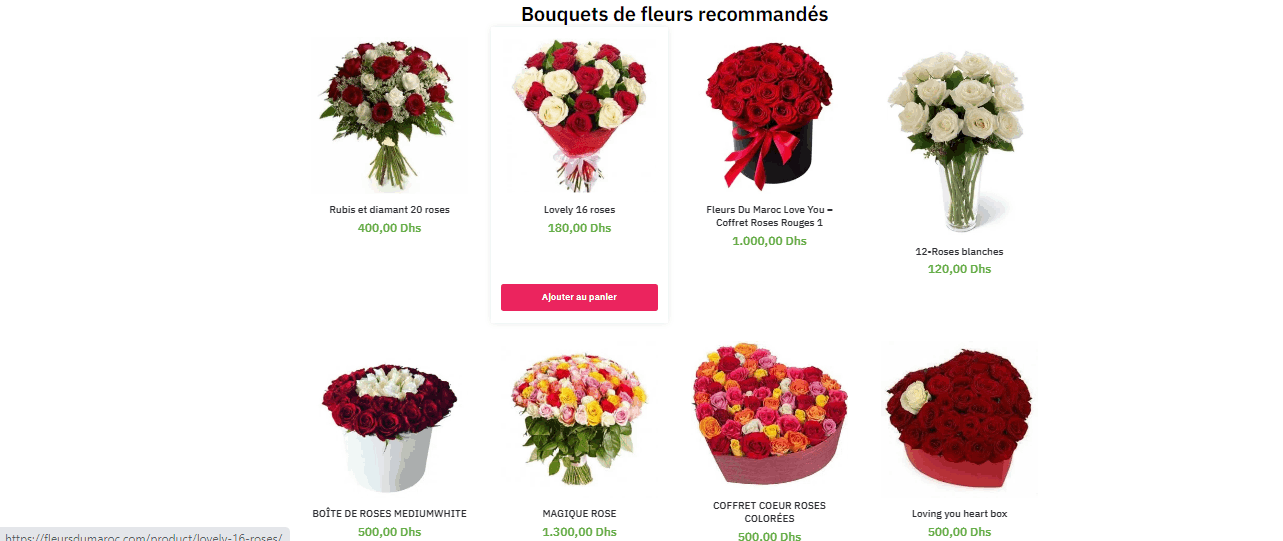 Bouquets de fleurs recommandés
Rubis et diamant 20 roses
400,00 Dhs
Lovely 16 roses
180,00 Dhs
Ajouter au panier
Fleurs Du Maroc Love You –
Coffret Roses Rouges 1
1.000,00 Dhs
12-Roses blanches
120,00 Dhs
BOÎTE DE ROSES MEDIUMWHITE
500,00 Dhs
MAGIQUE ROSE
1.300,00 Dhs
COFFRET COEUR ROSES
COLORÉES
500,00 Dhs
Loving you heart box
500,00 Dhs
https://fleursdumaroc.com/product/lovely-16-roses/